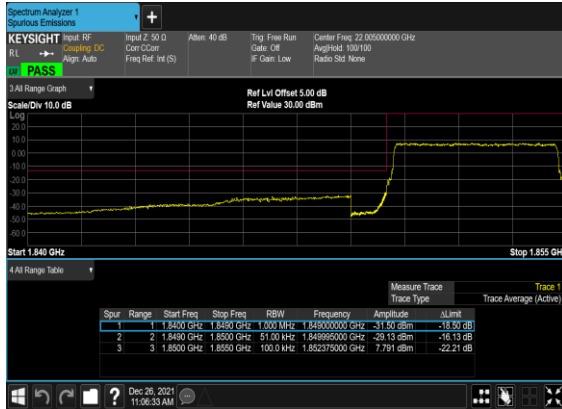 Spectrum Analyzer 1
Spurious Emissions
+
KEYSIGHT Input: RF Input Z: 50 Ω Atten: 40 dB Trig: Free Run Center Freq: 22.005000000 GHz
RL Coupling: DC Corr CCorr Gate: Off Avg|Hold: 100/100
Align: Auto Freq Ref: Int (S) IF Gain: Low Radio Std: None
LW PASS
3 All Range Graph Ref Lvl Offset 5.00 dB
Scale/Div 10.0 dB Ref Value 30.00 dBm
Log
20.0
10.0
0.00
-10.0
-20.0
-30.0
-40.0
-50.0
-60.0
Start 1.840 GHz Stop 1.855 GHz
4 All Range Table
Measure Trace Trace 1
Trace Type Trace Average (Active)
Spur Range Start Freq Stop Freq RBW Frequency Amplitude ΔLimit
1 1 1.8400 GHz 1.8490 GHz 1.000 MHz 1.849000000 GHz -31.50 dBm -18.50 dB
2 2 1.8490 GHz 1.8500 GHz 51.00 kHz 1.849995000 GHz -29.13 dBm -16.13 dB
3 3 1.8500 GHz 1.8550 GHz 100.0 kHz 1.852375000 GHz 7.791 dBm -22.21 dB
? Dec 26, 2021
11:06:33 AM